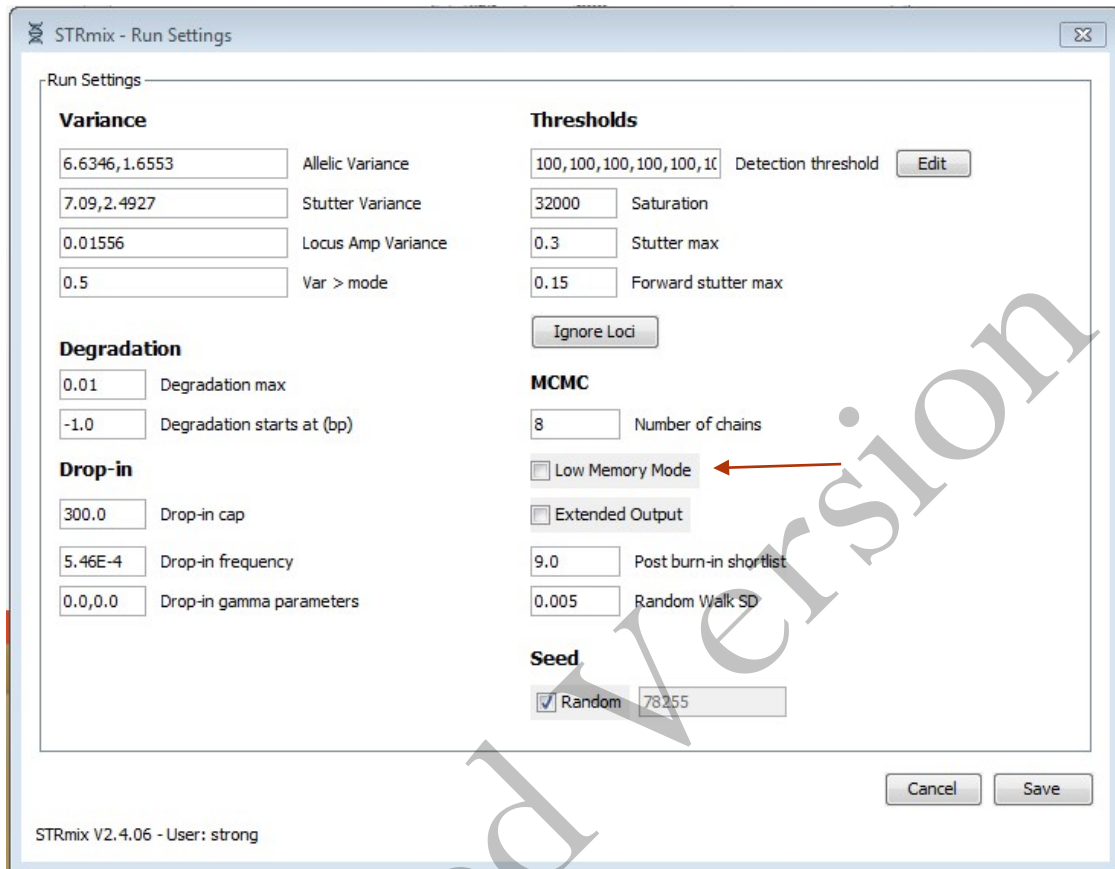 STRmix - Run Settings
Run Settings
Variance
6.6346,1.6553 Allelic Variance
7.09,2.4927 Stutter Variance
0.01556 Locus Amp Variance
0.5 Var > mode
Degradation
0.01 Degradation max
-1.0 Degradation starts at (bp)
Drop-in
300.0 Drop-in cap
5.46E-4 Drop-in frequency
0.0,0.0 Drop-in gamma parameters
Thresholds
100,100,100,100,100,10 Detection threshold Edit
32000 Saturation
0.3 Stutter max
0.15 Forward stutter max
Ignore Loci
MCMC
8 Number of chains
Low Memory Mode
Extended Output
9.0 Post burn-in shortlist
0.005 Random Walk SD
Seed
Random 78255
Cancel Save
STRmix V2.4.06 - User: strong
d Version